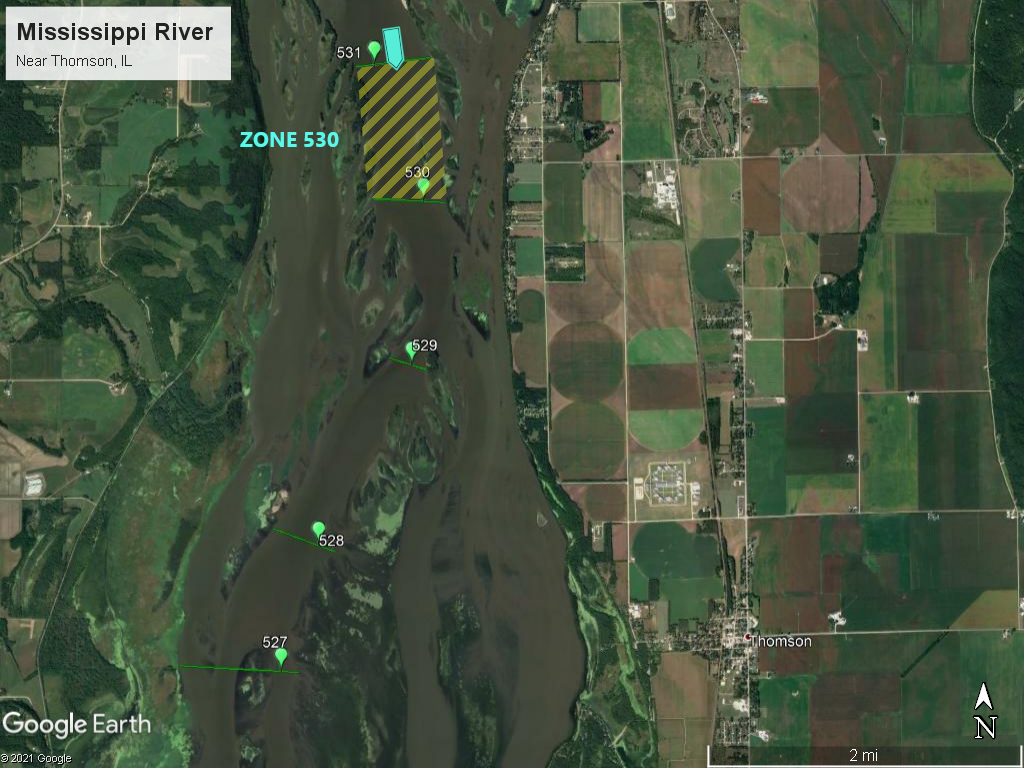 Mississippi River
Near Thomson, IL
531
ZONE 530
530
529
528
527
Thomson
Google Earth
N
© 2021 Google
2 mi